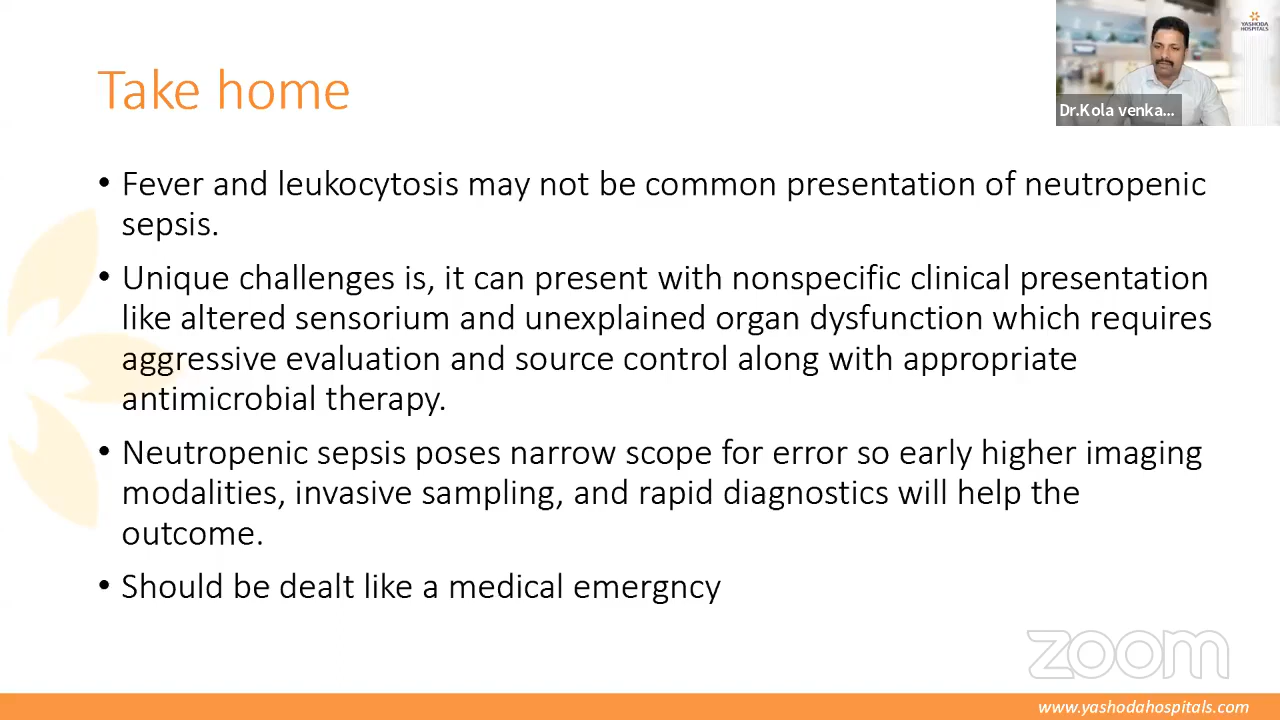 Take home
YASHODA
HOSPITALS
Dr.Kola venka...
• Fever and leukocytosis may not be common presentation of neutropenic
sepsis.
• Unique challenges is, it can present with nonspecific clinical presentation
like altered sensorium and unexplained organ dysfunction which requires
aggressive evaluation and source control along with appropriate
antimicrobial therapy.
• Neutropenic sepsis poses narrow scope for error so early higher imaging
modalities, invasive sampling, and rapid diagnostics will help the
outcome.
• Should be dealt like a medical emergncy
zoom
www.yashodahospitals.com